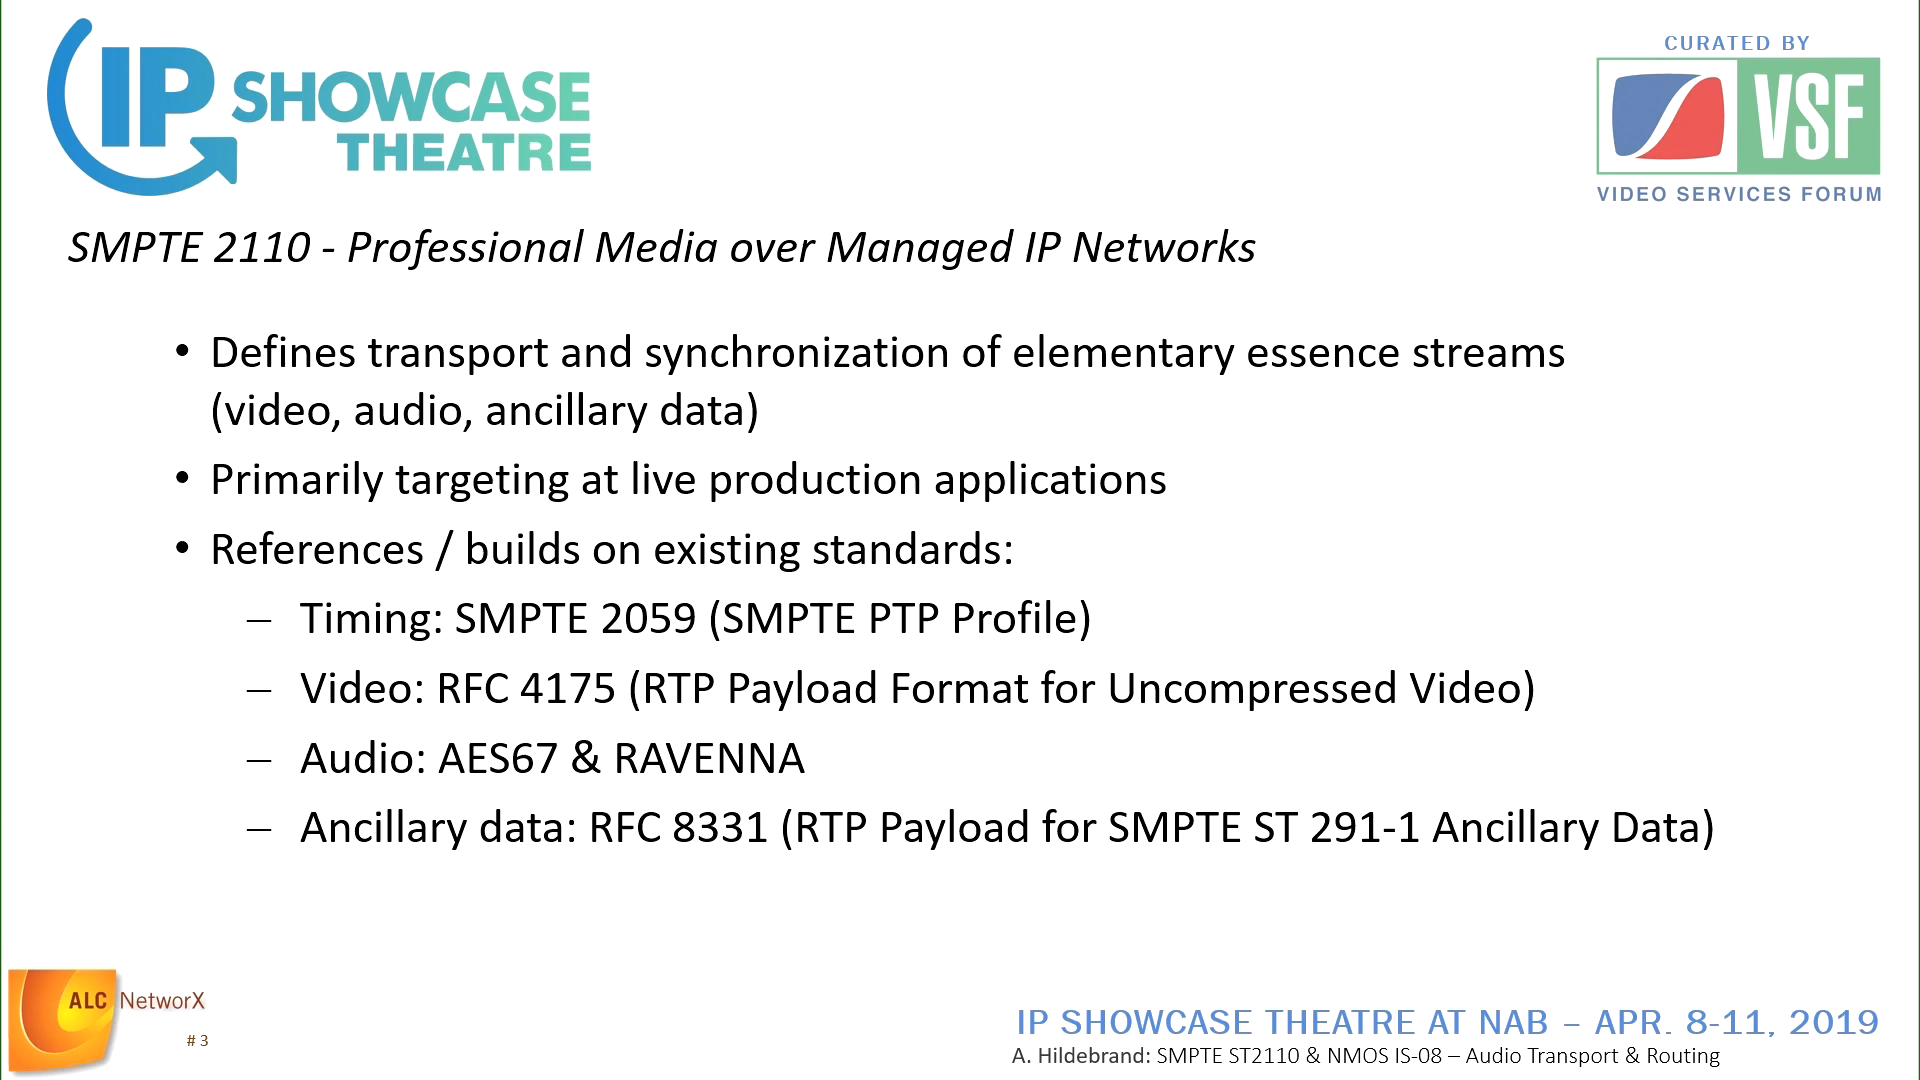 IP SHOWCASE
THEATRE
CURATED BY
VSF
VIDEO SERVICES FORUM
SMPTE 2110 - Professional Media over Managed IP Networks
• Defines transport and synchronization of elementary essence streams
(video, audio, ancillary data)
• Primarily targeting at live production applications
• References / builds on existing standards:
– Timing: SMPTE 2059 (SMPTE PTP Profile)
– Video: RFC 4175 (RTP Payload Format for Uncompressed Video)
– Audio: AES67 & RAVENNA
– Ancillary data: RFC 8331 (RTP Payload for SMPTE ST 291-1 Ancillary Data)
ALC NetworX
# 3
IP SHOWCASE THEATRE AT NAB – APR. 8-11, 2019
A. Hildebrand: SMPTE ST2110 & NMOS IS-08 – Audio Transport & Routing